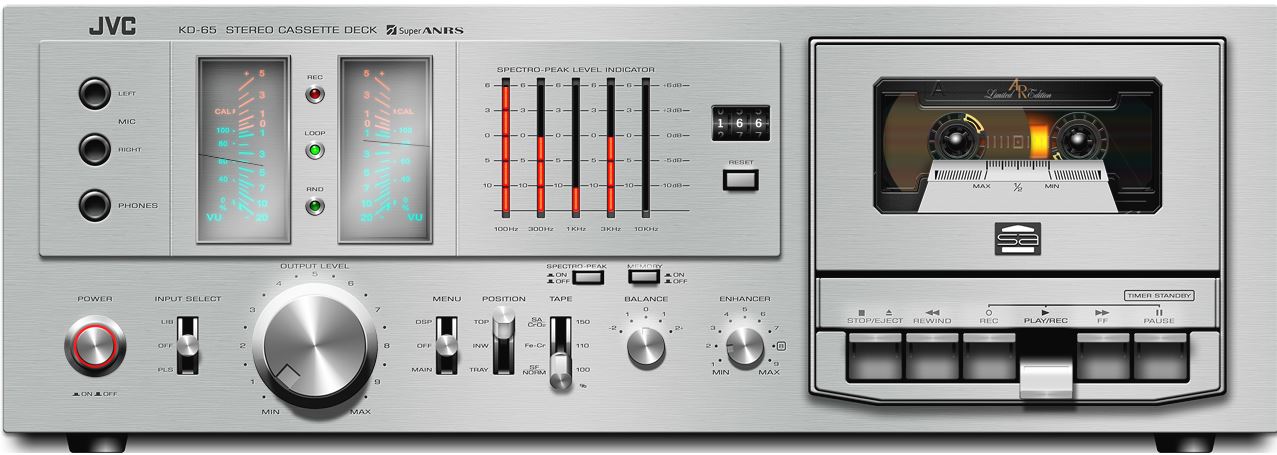 JVC KD-65 STEREO CASSETTE DECK Super ANRS
LEFT
MIC
RIGHT
PHONES
+ 5
3
1
CAL
0
100 1
80
60 3
5
40 7
0
% 10
VU - 20
REC
LOOP
RND
5 +
3
1
CAL
0
1 100
80
3 60
5
7 40
0
10 %
20 - VU
SPECTRO-PEAK LEVEL INDICATOR
6 6 6 6 6 +6dB
3 3 3 3 3 +3dB
0 0 0 0 0 0dB
5 5 5 5 5 -5dB
10 10 10 10 10 -10dB
100Hz 300Hz 1KHz 3KHz 10KHz
1 6 6
2 7 7
RESET
A AR
Limited Edition
MAX 1/2 MIN
sa
POWER
ON OFF
INPUT SELECT
LIB
OFF
PLS
OUTPUT LEVEL
1 2 3 4 5 6 7 8 9
MIN MAX
MENU
DSP
OFF
MAIN
POSITION
TOP
INW
TRAY
SPECTRO-PEAK
ON
OFF
MEMORY
ON
OFF
TAPE
SA CrO2 150
Fe-Cr 110
SF NORM 100
%
BALANCE
-2 1 0 1 2+
ENHANCER
1 2 3 4 5 6 7 8 9
MIN MAX
TIMER STANDBY
STOP/EJECT REWIND REC PLAY/REC FF PAUSE